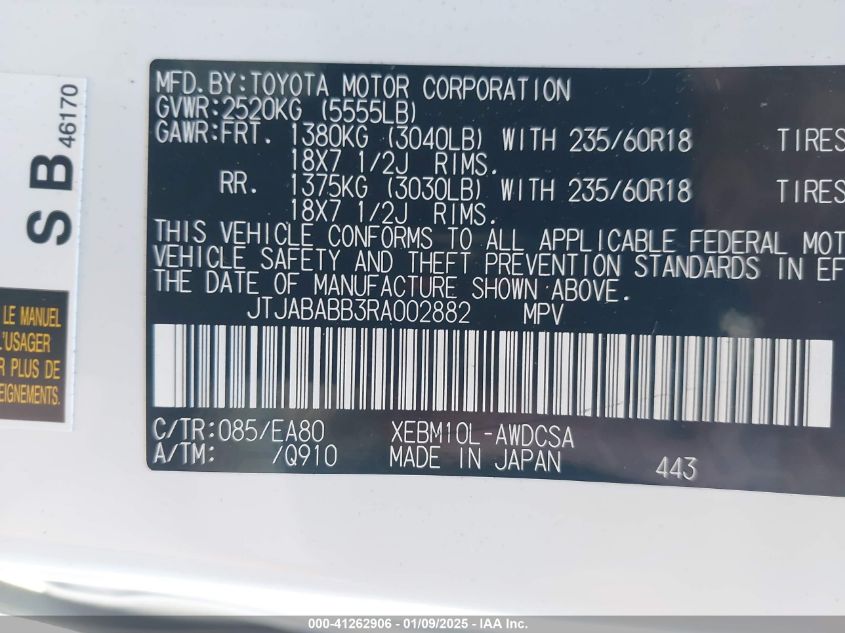 MFD. BY: TOYOTA MOTOR CORPORATION
GVWR: 2520KG (5555LB)
GAWR: FRT. 1380KG (3040LB) WITH 235/60R18 TIRES
18X7 1/2J RIMS.
RR. 1375KG (3030LB) WITH 235/60R18 TIRES
18X7 1/2J RIMS.
THIS VEHICLE CONFORMS TO ALL APPLICABLE FEDERAL MOT
VEHICLE SAFETY AND THEFT PREVENTION STANDARDS IN EF
THE DATE OF MANUFACTURE SHOWN ABOVE.
JTJABABB3RA002882 MPV
C/TR: 085/EA80 XEBM10L-AWDCSA
A/TM: /Q910 MADE IN JAPAN 443
SB 46170
LE MANUEL
L'USAGER
R PLUS DE
EIGNEMENTS.
000-41262906 - 01/09/2025 - IAA Inc.